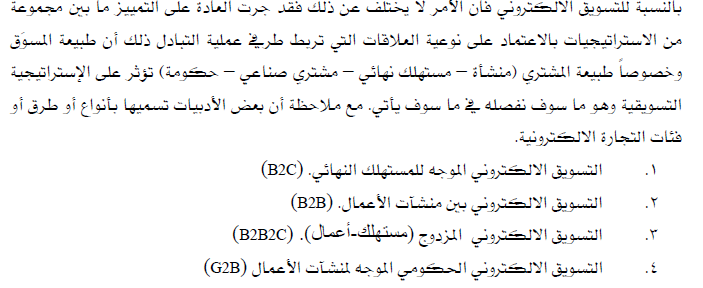 بالنسبة للتسويق الالكتروني فان الأمر لا يختلف عن ذلك فقد جرت العادة على التمييز ما بين مجموعة
من الاستراتيجيات بالاعتماد على نوعية العلاقات التي تربط طرفي عملية التبادل ذلك أن طبيعة المسوَق
وخصوصاً طبيعة المشتري (منشأة – مستهلك نهائي – مشتري صناعي – حكومة) تؤثر على الإستراتيجية
التسويقية وهو ما سوف نفصله في ما سوف يأتي. مع ملاحظة أن بعض الأدبيات تسميها بأنواع أو طرق أو
فئات التجارة الالكترونية.
١. التسويق الالكتروني الموجه للمستهلك النهائي. (B2C)
٢. التسويق الالكتروني بين منشآت الأعمال. (B2B)
٣. التسويق الالكتروني المزدوج (مستهلك-أعمال). (B2B2C)
٤. التسويق الالكتروني الحكومي الموجه لمنشآت الأعمال (G2B)